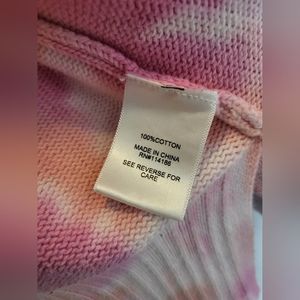 100%COTTON
MADE IN CHINA
RN#114186
SEE REVERSE FOR
CARE